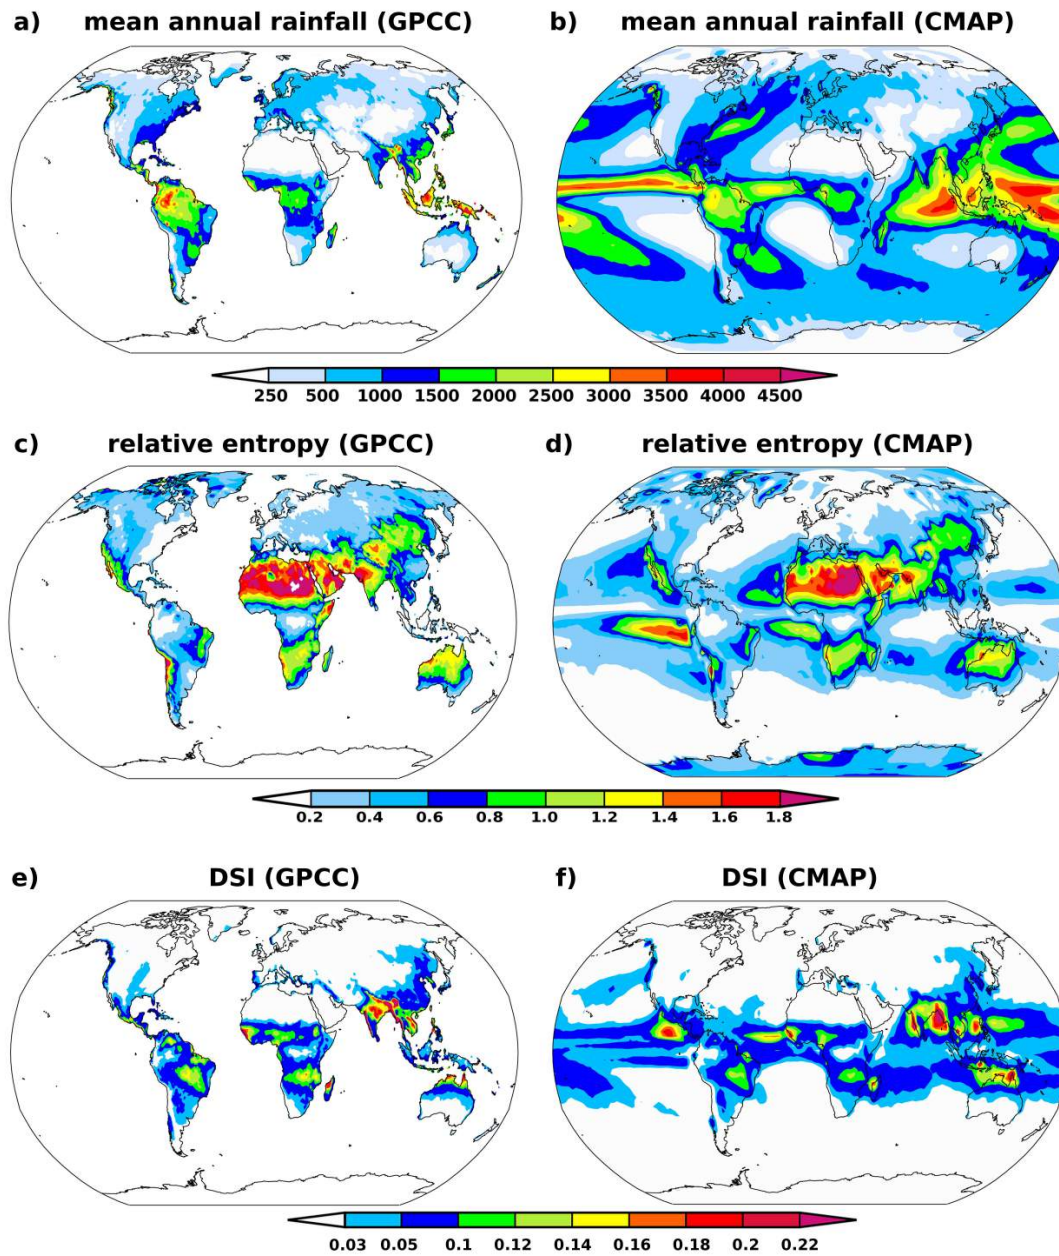 a) mean annual rainfall (GPCC)
b) mean annual rainfall (CMAP)
250 500 1000 1500 2000 2500 3000 3500 4000 4500
c) relative entropy (GPCC)
d) relative entropy (CMAP)
0.2 0.4 0.6 0.8 1.0 1.2 1.4 1.6 1.8
e) DSI (GPCC)
f) DSI (CMAP)
0.03 0.05 0.1 0.12 0.14 0.16 0.18 0.2 0.22